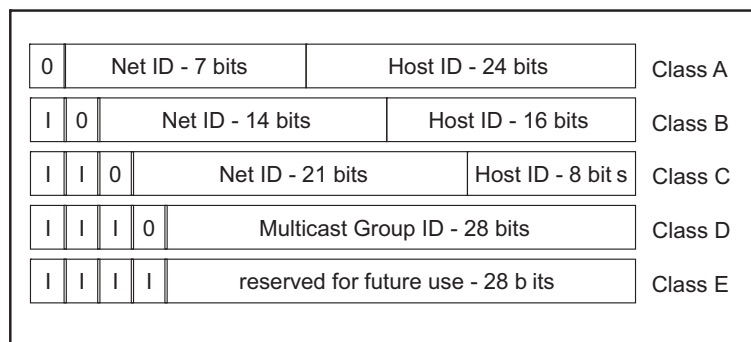 0 Net ID - 7 bits Host ID - 24 bits Class A
I 0 Net ID - 14 bits Host ID - 16 bits Class B
I I 0 Net ID - 21 bits Host ID - 8 bit s Class C
I I I 0 Multicast Group ID - 28 bits Class D
I I I I reserved for future use - 28 b its Class E